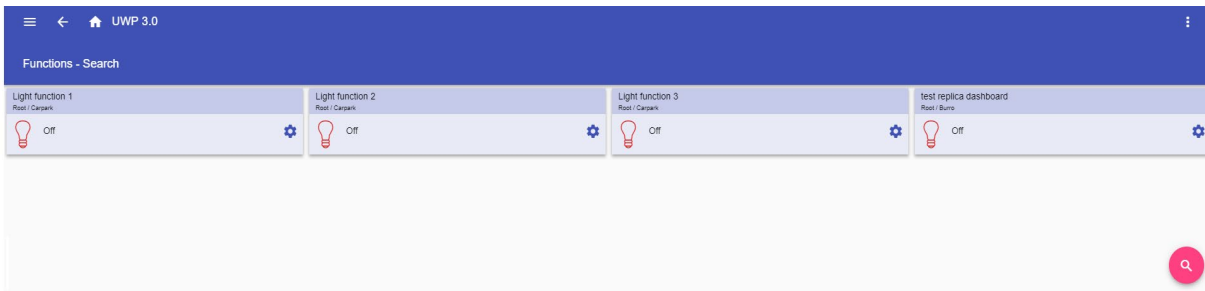 UWP 3.0
Functions - Search
Light function 1
Root / Carpark
Off
Light function 2
Root / Carpark
Off
Light function 3
Root / Carpark
Off
test replica dashboard
Root / Burro
Off